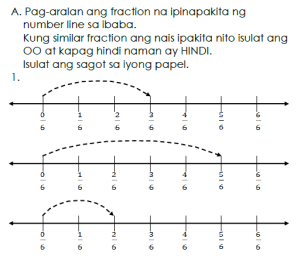 A. Pag-aralan ang fraction na ipinapakita ng
number line sa ibaba.
Kung similar fraction ang nais ipakita nito isulat ang
OO at kapag hindi naman ay HINDI.
Isulat ang sagot sa iyong papel.
1.
0/6 1/6 2/6 3/6 4/6 5/6 6/6
0/6 1/6 2/6 3/6 4/6 5/6 6/6
0/6 1/6 2/6 3/6 4/6 5/6 6/6